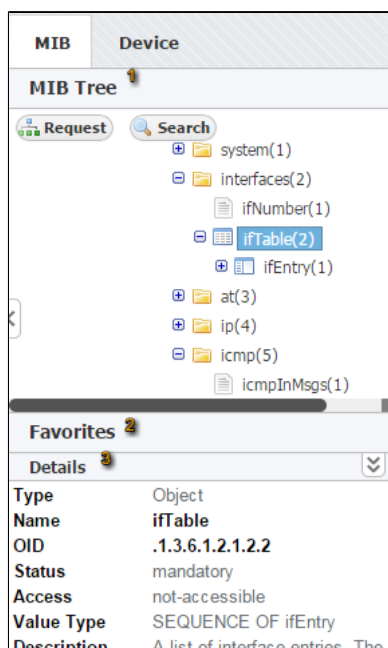 MIB Device
MIB Tree 1
Request Search
system(1)
interfaces(2)
ifNumber(1)
ifTable(2)
ifEntry(1)
at(3)
ip(4)
icmp(5)
icmpInMsgs(1)
Favorites 2
Details 3
Type Object
Name ifTable
OID .1.3.6.1.2.1.2.2
Status mandatory
Access not-accessible
Value Type SEQUENCE OF ifEntry
Description A list of interface entries. The